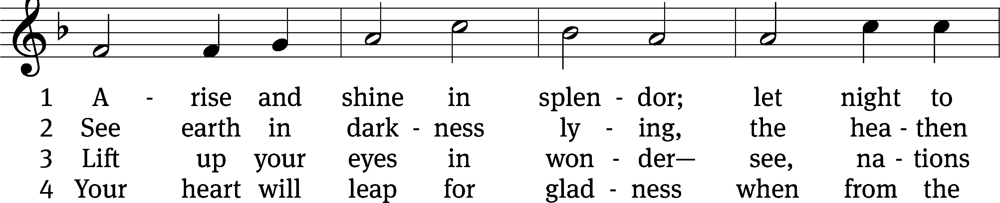 1 A - rise and shine in splen - dor; let night to
2 See earth in dark - ness ly - ing, the hea - then
3 Lift up your eyes in won - der— see, na - tions
4 Your heart will leap for glad - ness when from the